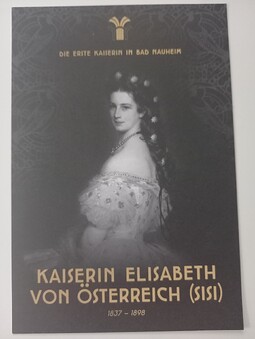 DIE ERSTE KAISERIN IN BAD NAUHEIM
KAISERIN ELISABETH
VON ÖSTERREICH (SISI)
1837 – 1898